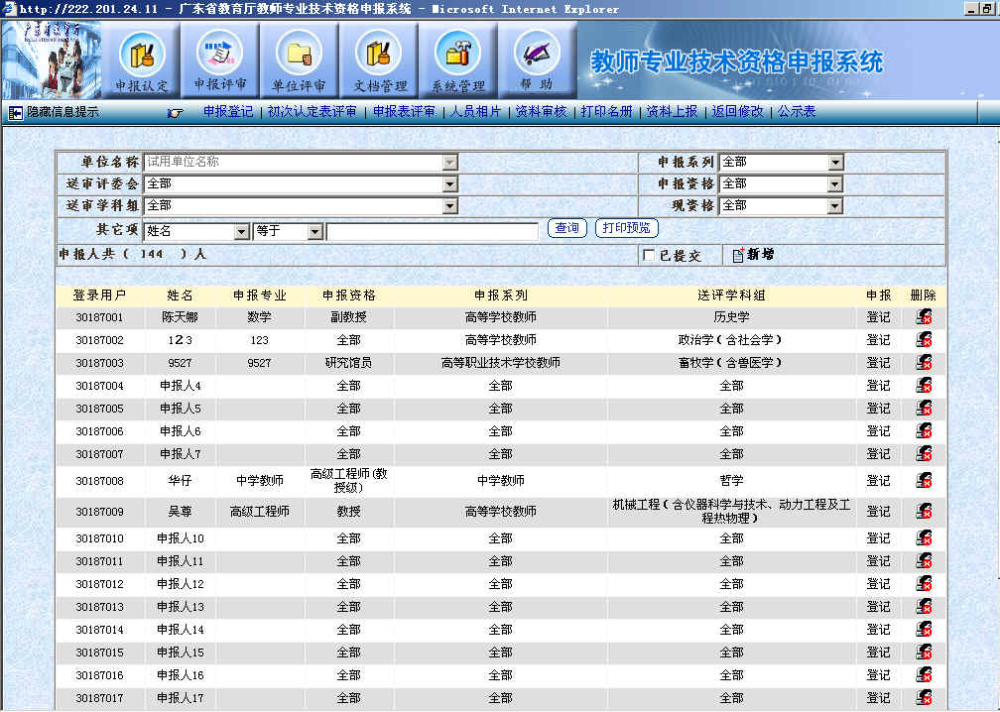 http://222.201.24.11 - 广东省教育厅教师专业技术资格申报系统 - Microsoft Internet Explorer
申报认定 申报评审 单位评审 文档管理 系统管理 帮 助 教师专业技术资格申报系统
隐藏信息提示 申报登记 | 初次认定表评审 | 申报表评审 | 人员相片 | 资料审核 | 打印名册 | 资料上报 | 返回修改 | 公示表
单位名称 试用单位名称 申报系列 全部
送审评委会 全部 申报资格 全部
送审学科组 全部 现资格 全部
其它项 姓名 等于 查询 打印预览
申报人共 ( 144 ) 人 已提交 新增
登录用户 姓名 申报专业 申报资格 申报系列 送评学科组 申报 删除
30187001 陈天娜 数学 副教授 高等学校教师 历史学 登记
30187002 123 123 全部 高等学校教师 政治学(含社会学) 登记
30187003 9527 9527 研究馆员 高等职业技术学校教师 畜牧学(含兽医学) 登记
30187004 申报人4 全部 全部 全部 登记
30187005 申报人5 全部 全部 全部 登记
30187006 申报人6 全部 全部 全部 登记
30187007 申报人7 全部 全部 全部 登记
30187008 华仔 中学教师 高级工程师(教授级) 中学教师 哲学 登记
30187009 吴尊 高级工程师 教授 高等学校教师 机械工程(含仪器科学与技术、动力工程及工程热物理) 登记
30187010 申报人10 全部 全部 全部 登记
30187011 申报人11 全部 全部 全部 登记
30187012 申报人12 全部 全部 全部 登记
30187013 申报人13 全部 全部 全部 登记
30187014 申报人14 全部 全部 全部 登记
30187015 申报人15 全部 全部 全部 登记
30187016 申报人16 全部 全部 全部 登记
30187017 申报人17 全部 全部 全部 登记